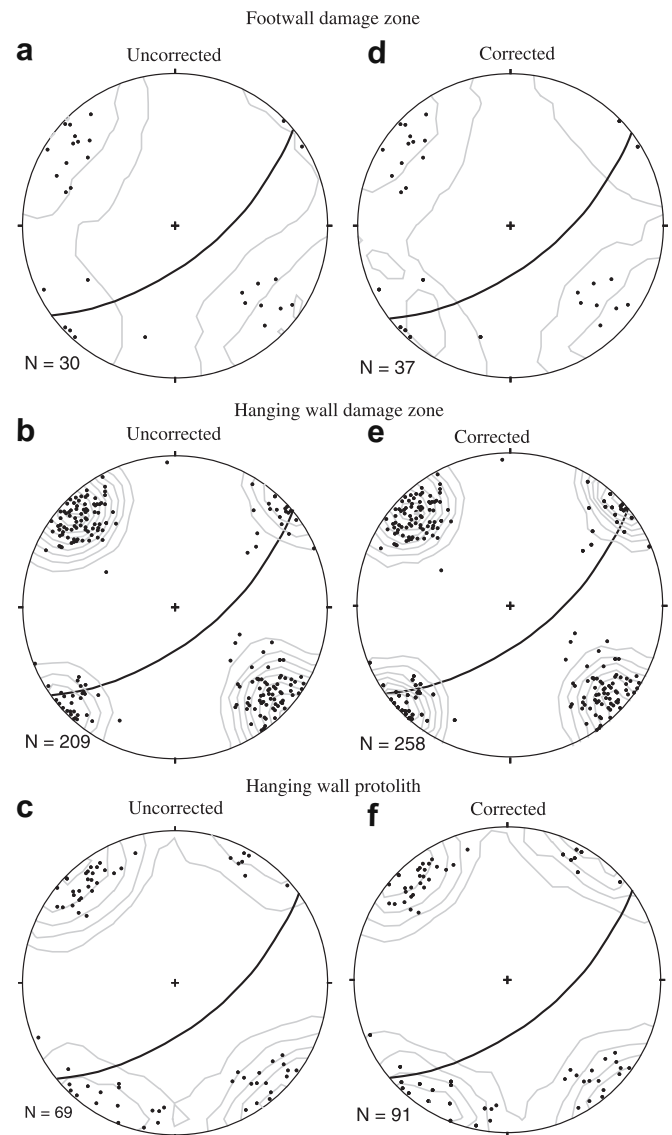 Footwall damage zone
a
Uncorrected
d
Corrected
N = 30
N = 37
Hanging wall damage zone
b
Uncorrected
e
Corrected
N = 209
N = 258
Hanging wall protolith
c
Uncorrected
f
Corrected
N = 69
N = 91